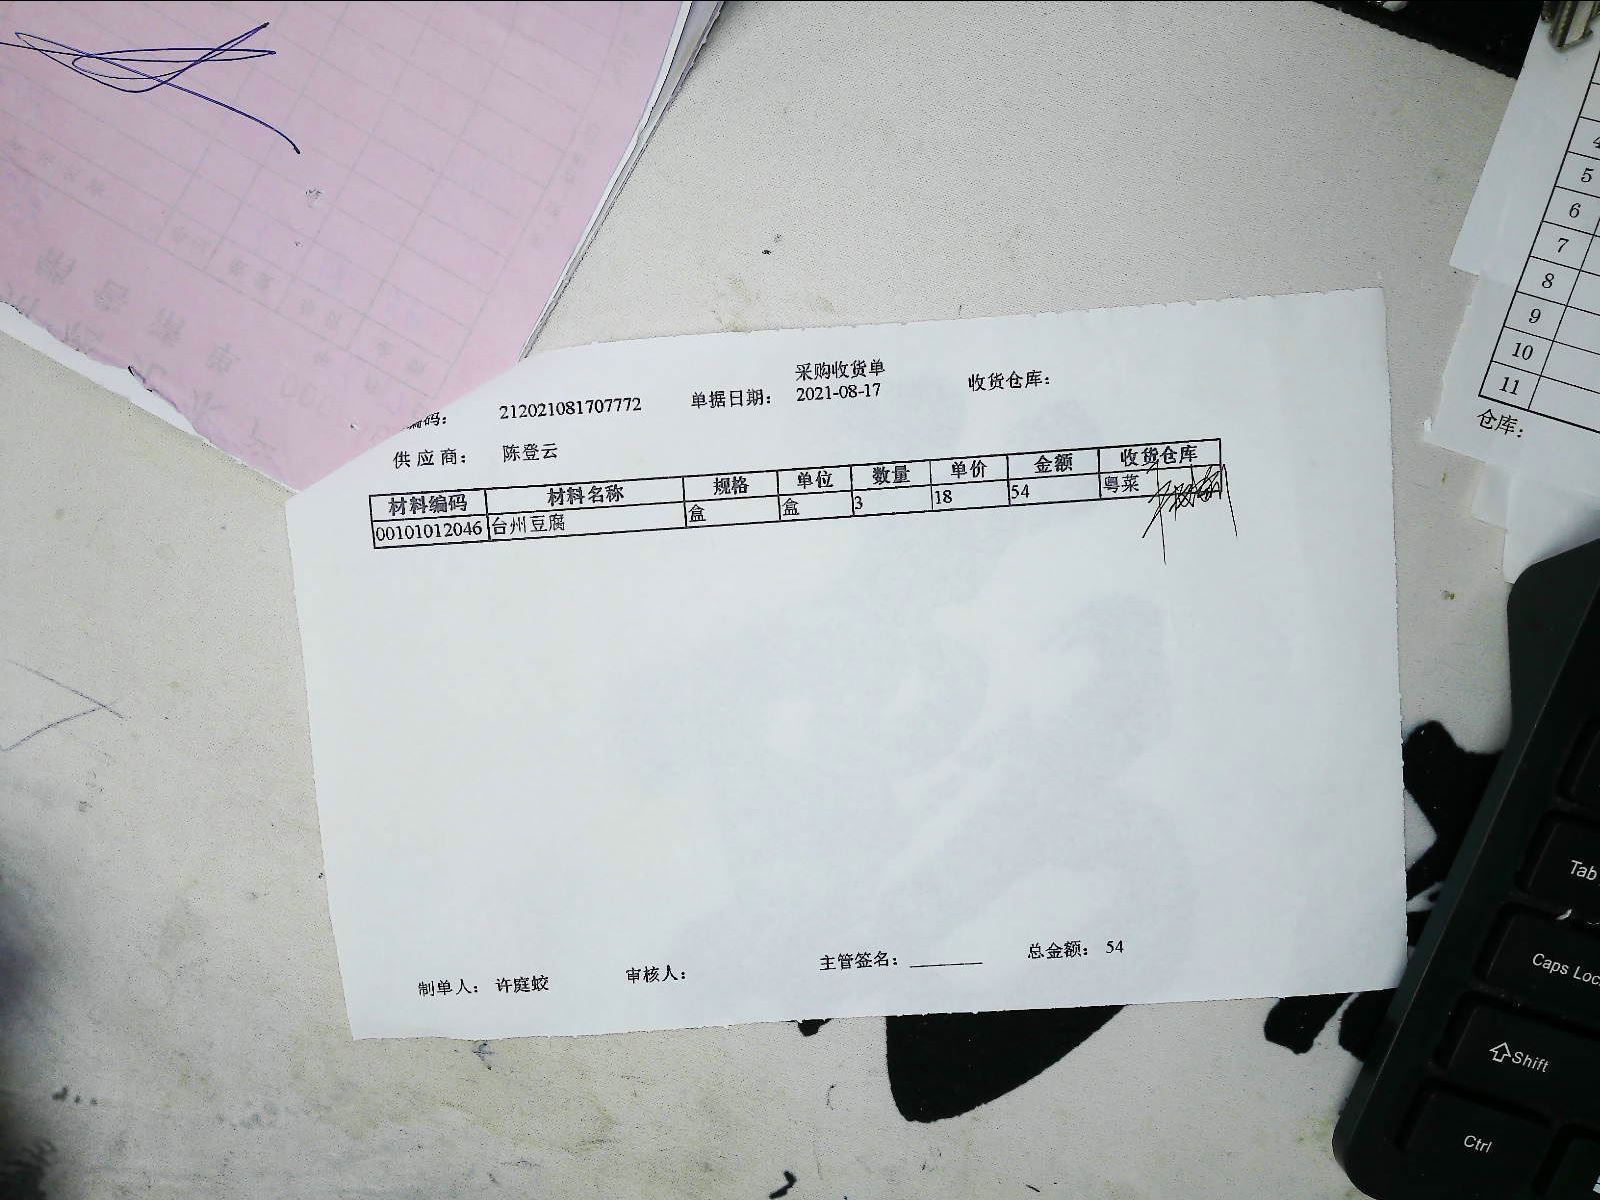 采购收货单
编码: 212021081707772 单据日期: 2021-08-17 收货仓库:
供应商: 陈登云
材料编码 材料名称 规格 单位 数量 单价 金额 收货仓库
00101012046 台州豆腐 盒 盒 3 18 54 粤菜
制单人: 许庭蛟 审核人: 主管签名: ________ 总金额: 54
4
5
6
7
8
9
10
11
仓库:
Tab
Caps Loc
Shift
Ctrl